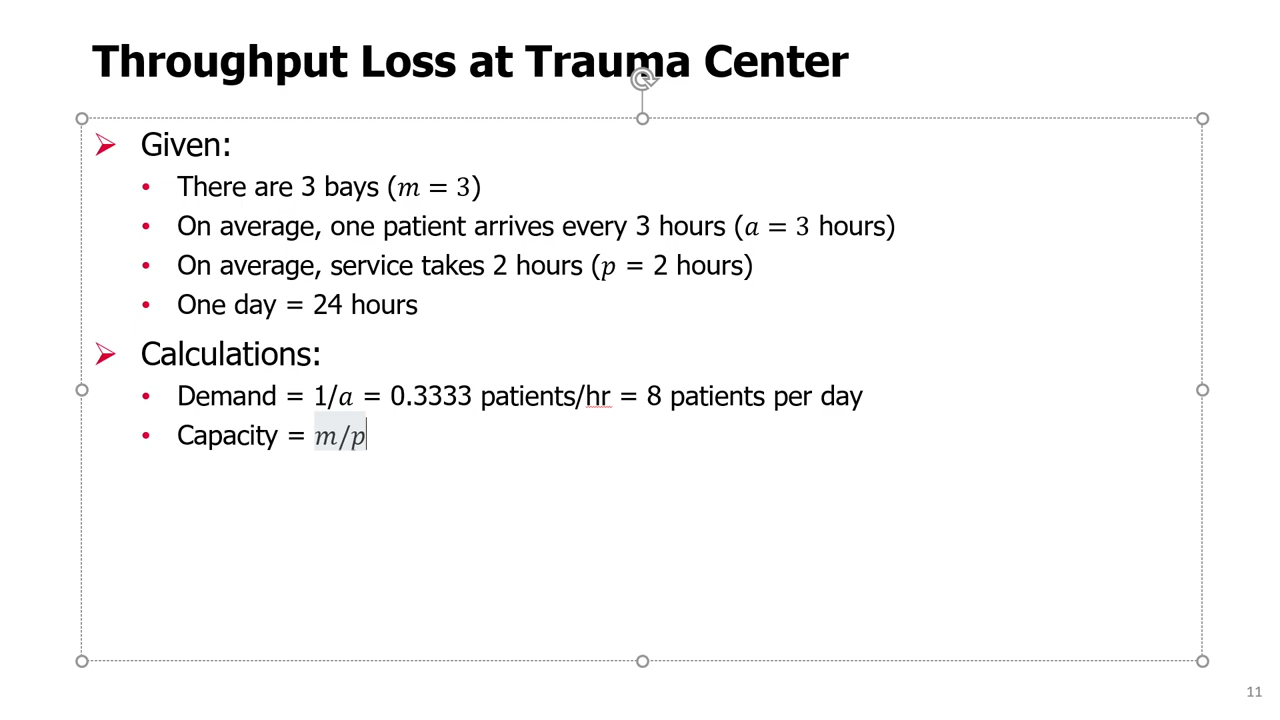 Throughput Loss at Trauma Center
Given:
There are 3 bays (𝑚 = 3)
On average, one patient arrives every 3 hours (𝑎 = 3 hours)
On average, service takes 2 hours (𝑝 = 2 hours)
One day = 24 hours
Calculations:
Demand = 1/𝑎 = 0.3333 patients/hr = 8 patients per day
Capacity = 𝑚/𝑝
11